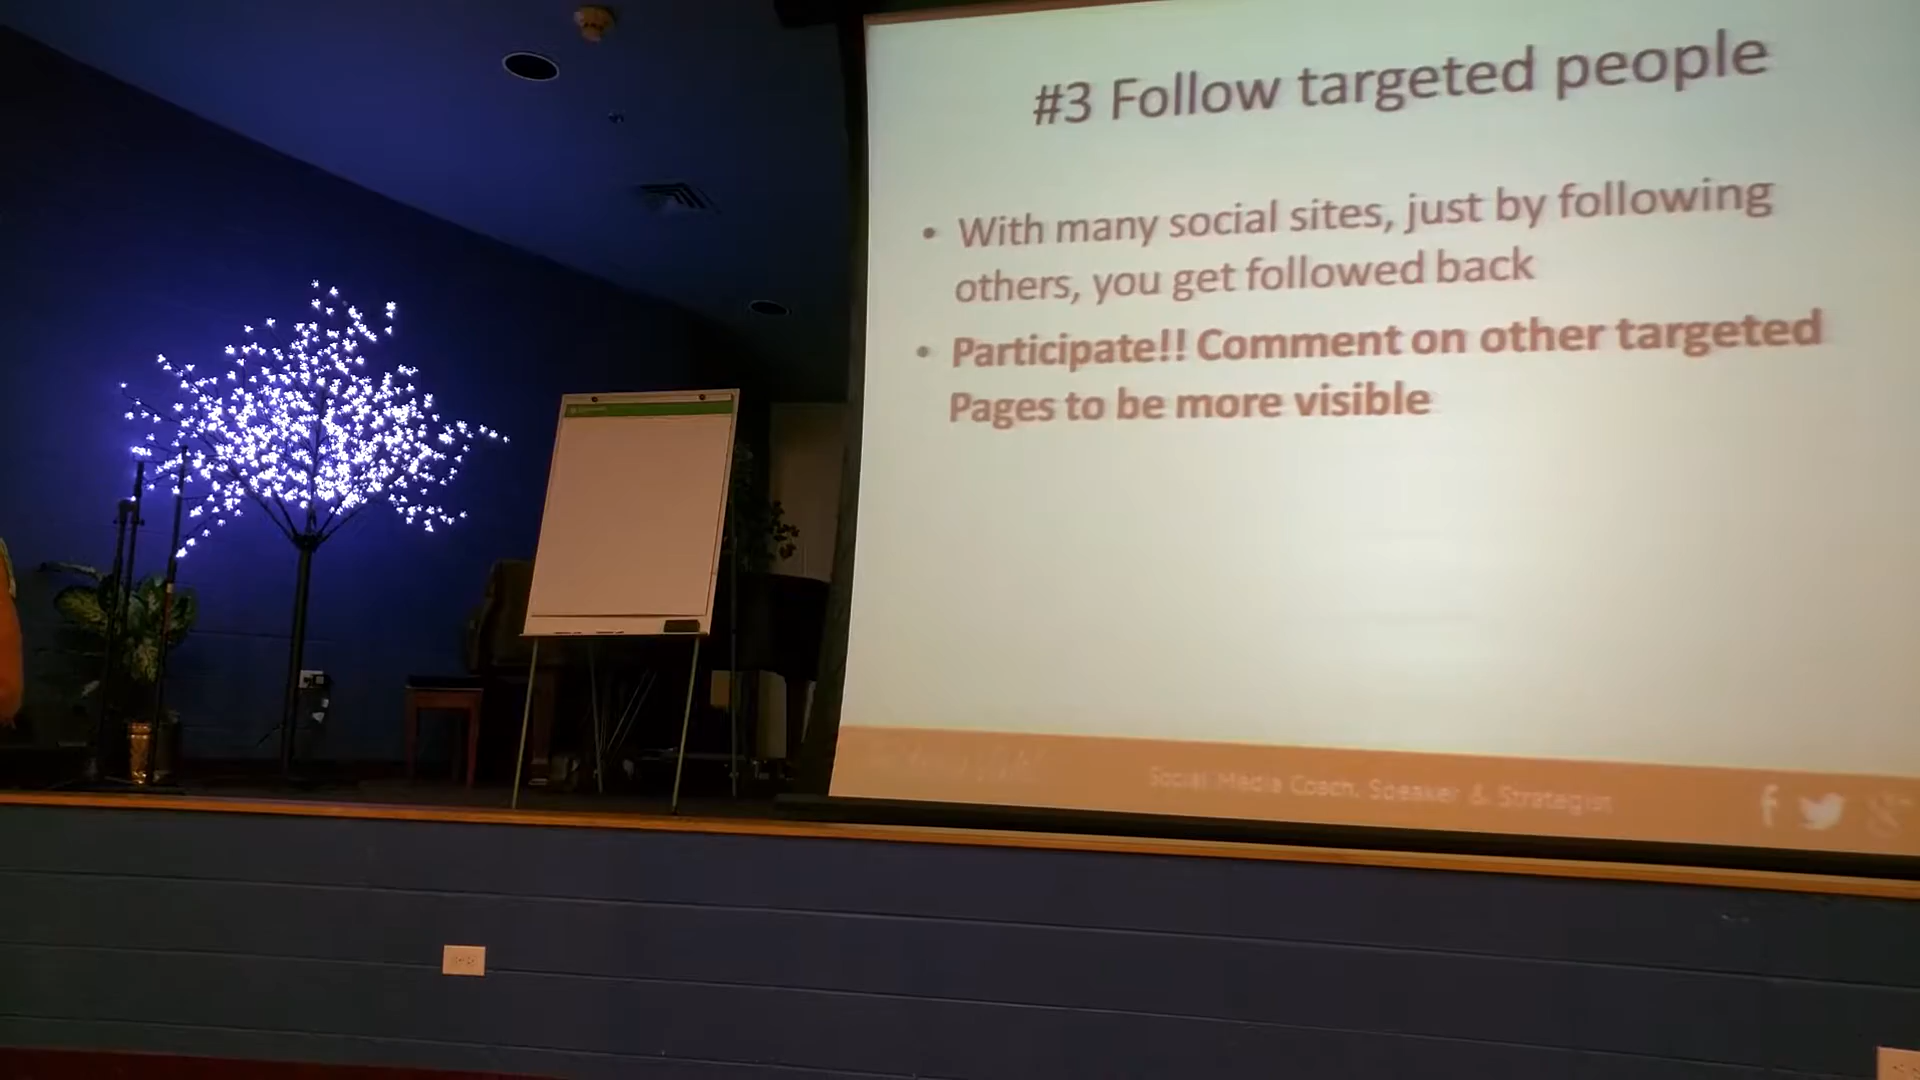 #3 Follow targeted people
• With many social sites, just by following
others, you get followed back
• Participate!! Comment on other targeted
Pages to be more visible
Social Media Coach, Speaker & Strategist